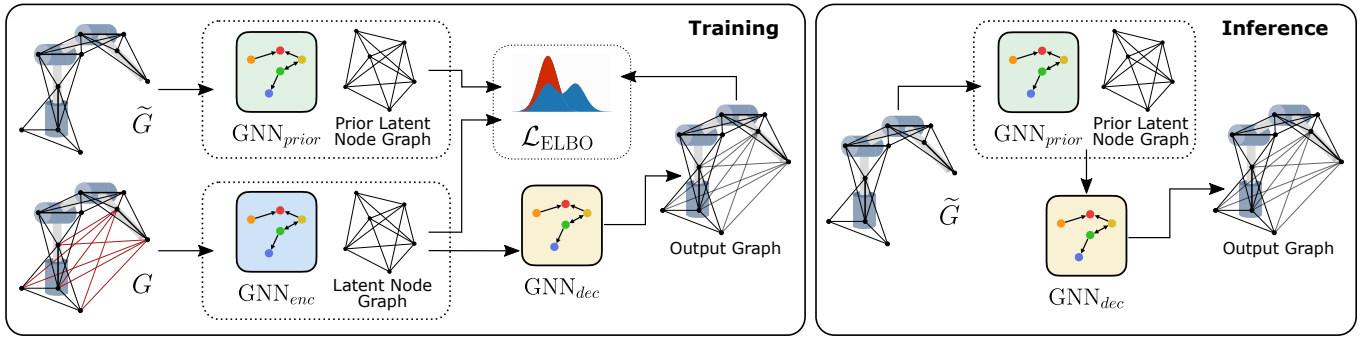 Training
G̃
GNN_prior
Prior Latent
Node Graph
ℒ_ELBO
G
GNN_enc
Latent Node
Graph
GNN_dec
Output Graph
Inference
G̃
GNN_prior
Prior Latent
Node Graph
GNN_dec
Output Graph